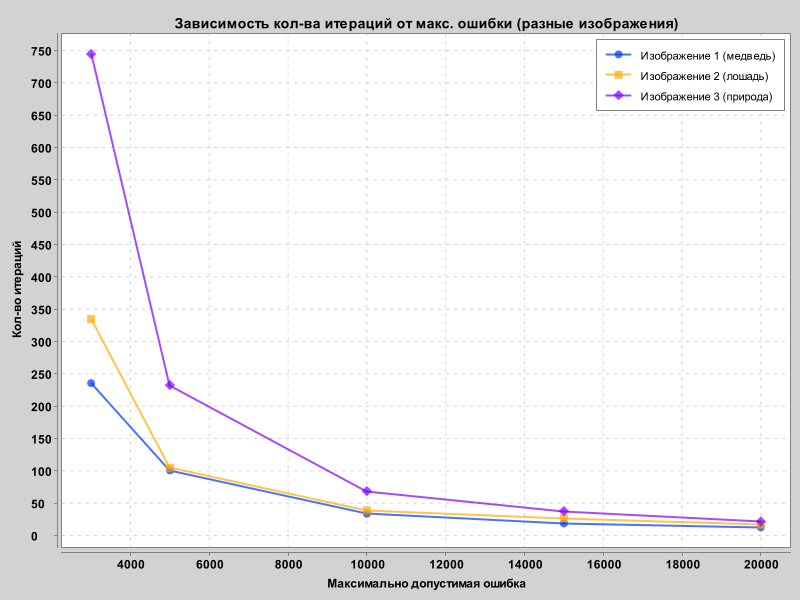 Зависимость кол-ва итераций от макс. ошибки (разные изображения)
Изображение 1 (медведь)
Изображение 2 (лошадь)
Изображение 3 (природа)
Кол-во итераций
750
700
650
600
550
500
450
400
350
300
250
200
150
100
50
0
4000 6000 8000 10000 12000 14000 16000 18000 20000
Максимально допустимая ошибка